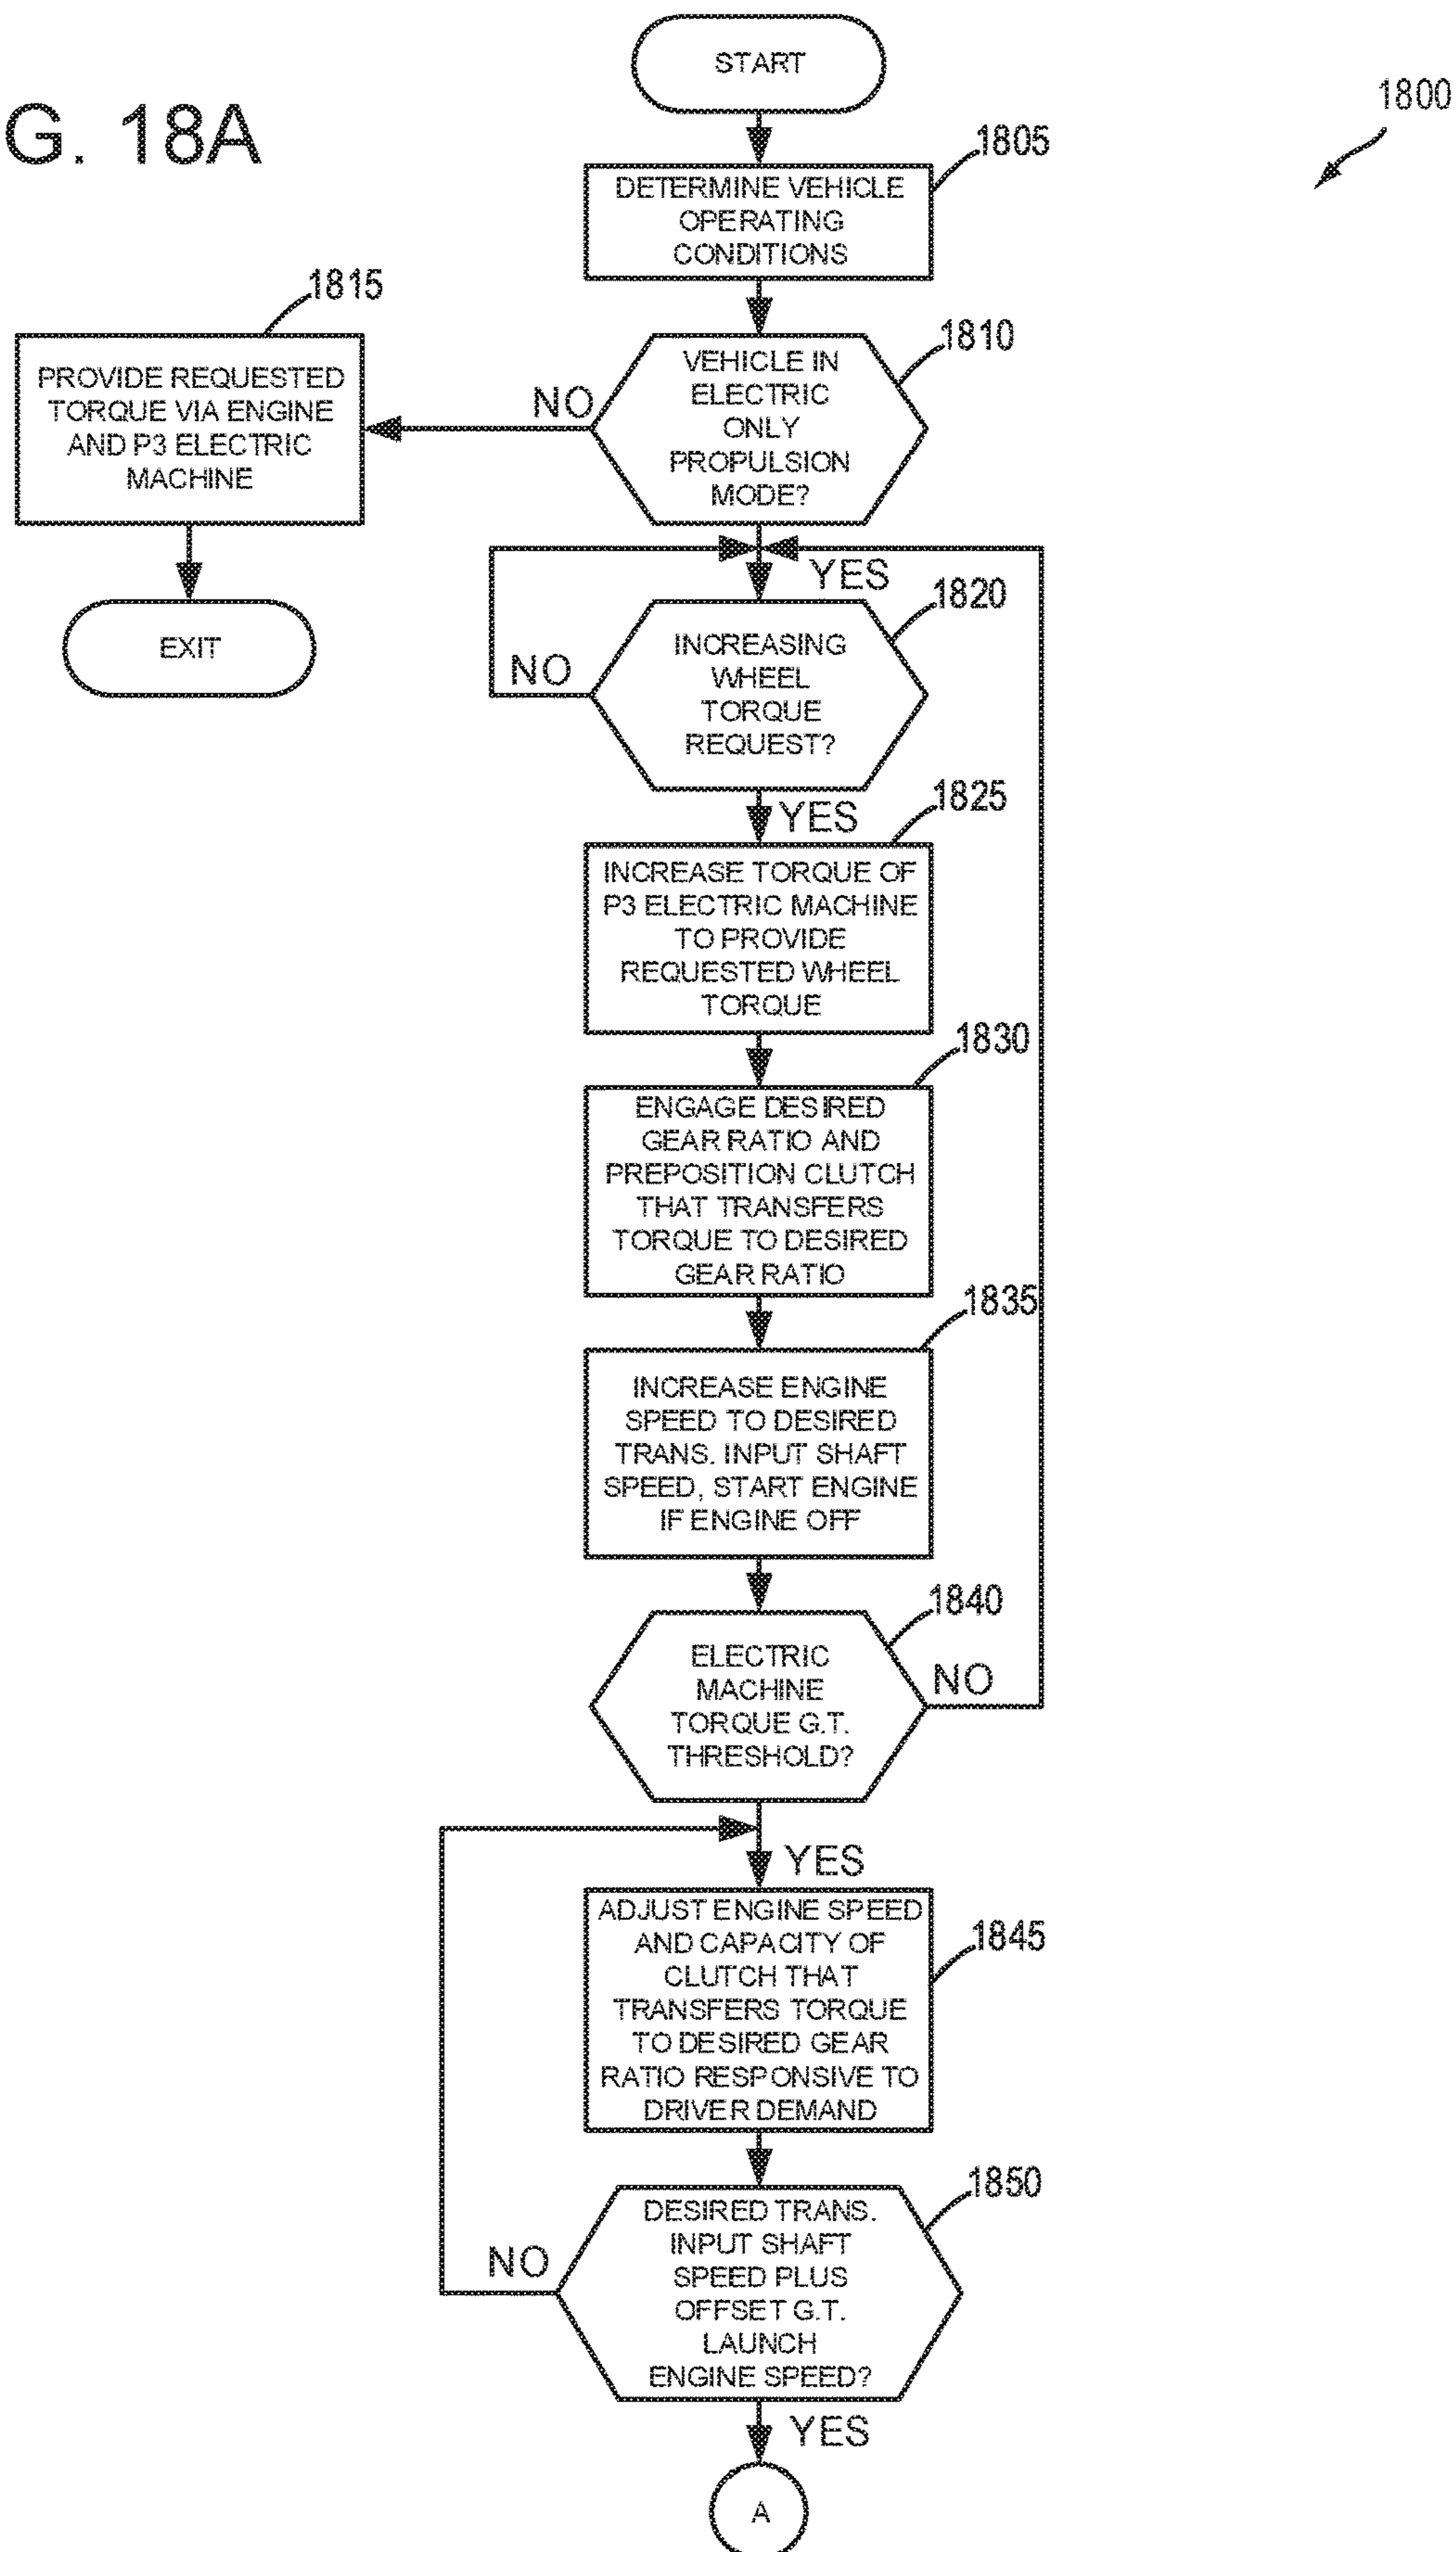 START
G. 18A
1800
1805
DETERMINE VEHICLE
OPERATING
CONDITIONS
1815
1810
PROVIDE REQUESTED
TORQUE VIA ENGINE
AND P3 ELECTRIC
MACHINE
NO
VEHICLE IN
ELECTRIC
ONLY
PROPULSION
MODE?
YES
EXIT
1820
NO
INCREASING
WHEEL
TORQUE
REQUEST?
YES
1825
INCREASE TORQUE OF
P3 ELECTRIC MACHINE
TO PROVIDE
REQUESTED WHEEL
TORQUE
1830
ENGAGE DESIRED
GEAR RATIO AND
PREPOSITION CLUTCH
THAT TRANSFERS
TORQUE TO DESIRED
GEAR RATIO
1835
INCREASE ENGINE
SPEED TO DESIRED
TRANS. INPUT SHAFT
SPEED, START ENGINE
IF ENGINE OFF
1840
ELECTRIC
MACHINE
TORQUE G.T.
THRESHOLD?
NO
YES
1845
ADJUST ENGINE SPEED
AND CAPACITY OF
CLUTCH THAT
TRANSFERS TORQUE
TO DESIRED GEAR
RATIO RESPONSIVE TO
DRIVER DEMAND
1850
NO
DESIRED TRANS.
INPUT SHAFT
SPEED PLUS
OFFSET G.T.
LAUNCH
ENGINE SPEED?
YES
A